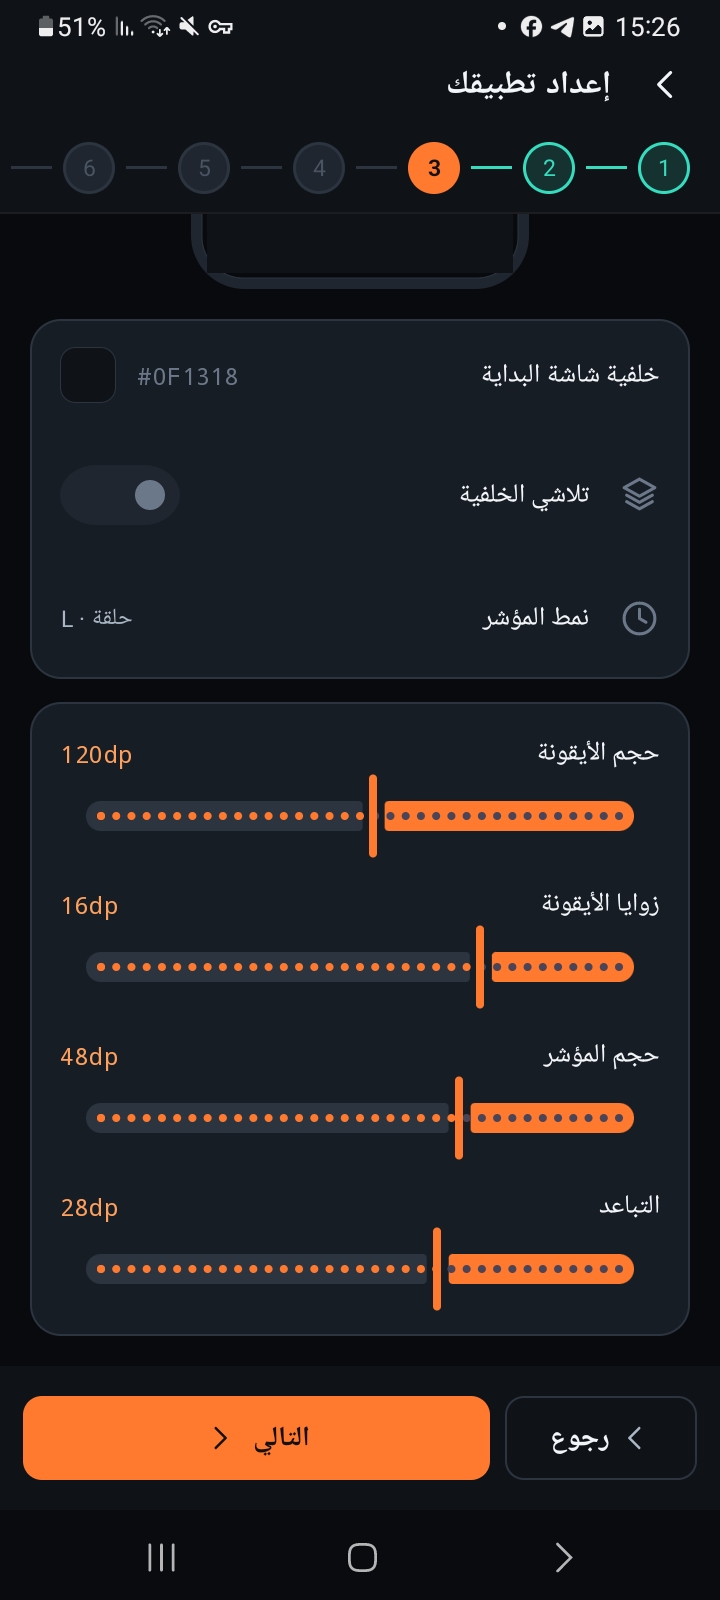 51% 15:26
إعداد تطبيقك
1 2 3 4 5 6
خلفية شاشة البداية #0F1318
تلاشي الخلفية
نمط المؤشر حلقة · L
حجم الأيقونة 120dp
زوايا الأيقونة 16dp
حجم المؤشر 48dp
التباعد 28dp
رجوع التالي